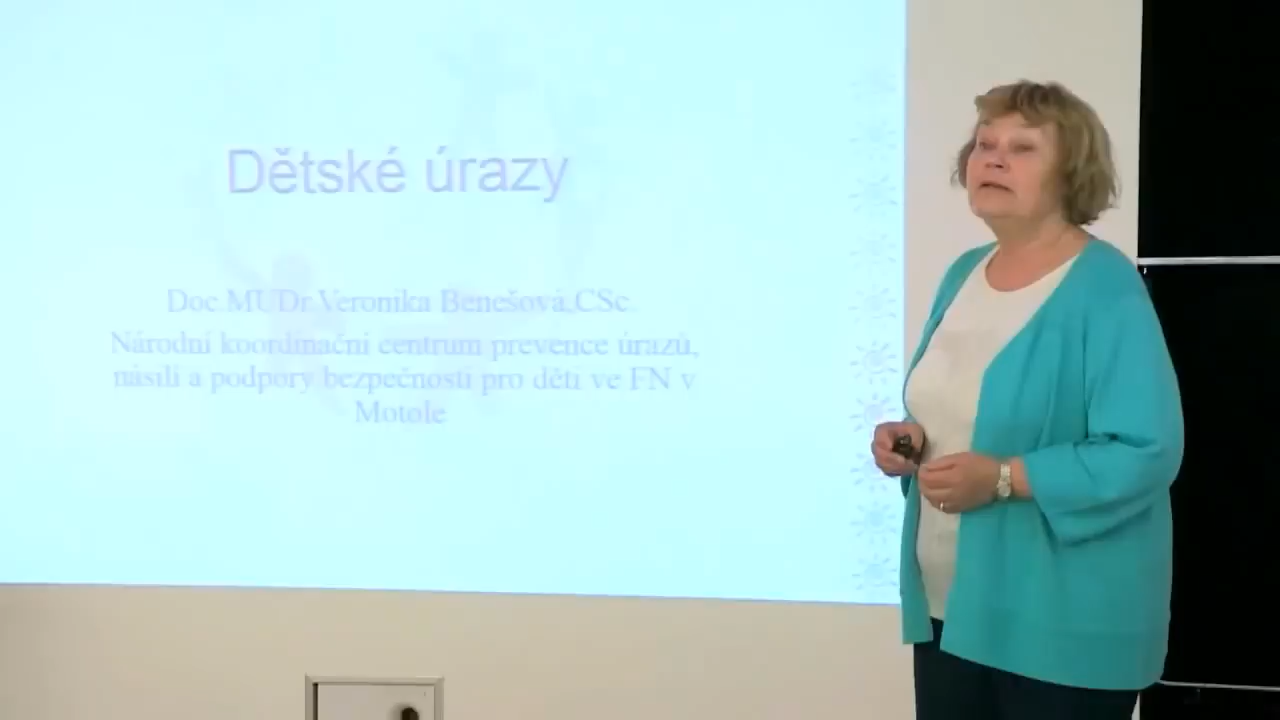 Dětské úrazy
Doc.MUDr.Veronika Benešová,CSc.
Národní koordinační centrum prevence úrazů,
násilí a podpory bezpečnosti pro děti ve FN v
Motole